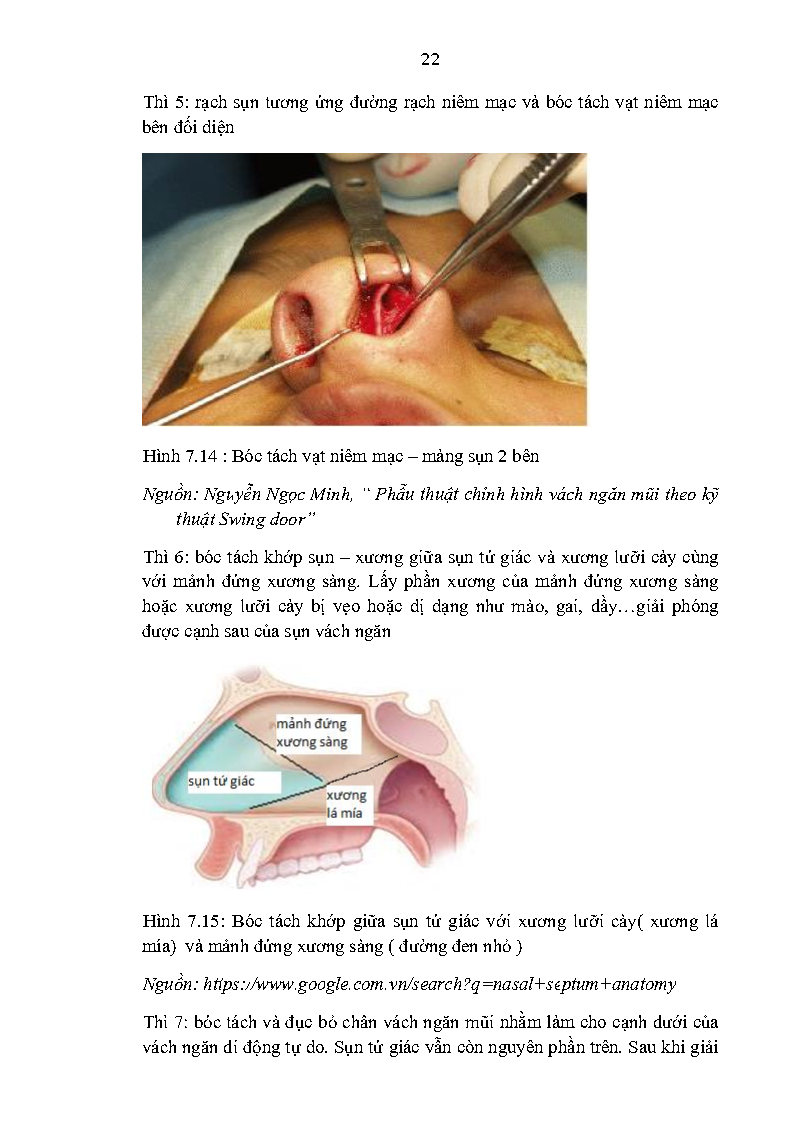 22
Thì 5: rạch sụn tương ứng đường rạch niêm mạc và bóc tách vạt niêm mạc
bên đối diện
Hình 7.14 : Bóc tách vạt niêm mạc – màng sụn 2 bên
Nguồn: Nguyễn Ngọc Minh, “ Phẫu thuật chỉnh hình vách ngăn mũi theo kỹ
thuật Swing door”
Thì 6: bóc tách khớp sụn – xương giữa sụn tứ giác và xương lưỡi cày cùng
với mảnh đứng xương sàng. Lấy phần xương của mảnh đứng xương sàng
hoặc xương lưỡi cày bị vẹo hoặc dị dạng như mào, gai, dầy…giải phóng
được cạnh sau của sụn vách ngăn
mảnh đứng
xương sàng
sụn tứ giác
xương
lá mía
Hình 7.15: Bóc tách khớp giữa sụn tứ giác với xương lưỡi cày( xương lá
mía) và mảnh đứng xương sàng ( đường đen nhỏ )
Nguồn: https://www.google.com.vn/search?q=nasal+septum+anatomy
Thì 7: bóc tách và đục bỏ chân vách ngăn mũi nhằm làm cho cạnh dưới của
vách ngăn di động tự do. Sụn tứ giác vẫn còn nguyên phần trên. Sau khi giải